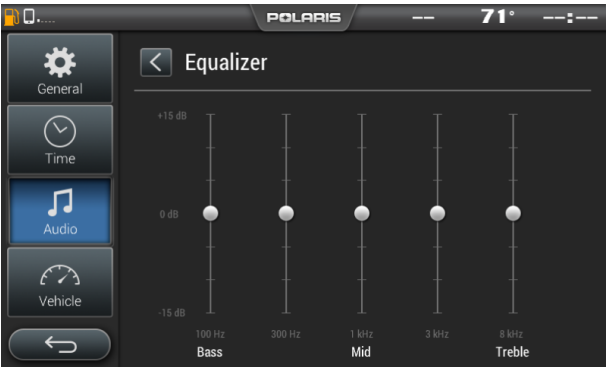 POLARIS -- 71° --:--
General
Time
Audio
Vehicle
Equalizer
+15 dB
0 dB
-15 dB
100 Hz 300 Hz 1 kHz 3 kHz 8 kHz
Bass Mid Treble